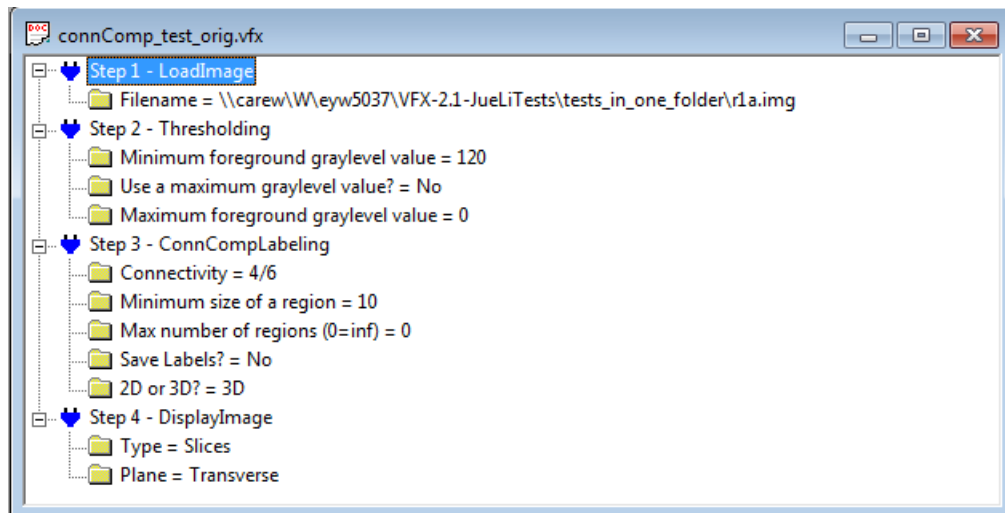 DOC
connComp_test_orig.vfx
Step 1 - LoadImage
Filename = \\carew\W\eyw5037\VFX-2.1-JueLiTests\tests_in_one_folder\r1a.img
Step 2 - Thresholding
Minimum foreground graylevel value = 120
Use a maximum graylevel value? = No
Maximum foreground graylevel value = 0
Step 3 - ConnCompLabeling
Connectivity = 4/6
Minimum size of a region = 10
Max number of regions (0=inf) = 0
Save Labels? = No
2D or 3D? = 3D
Step 4 - DisplayImage
Type = Slices
Plane = Transverse